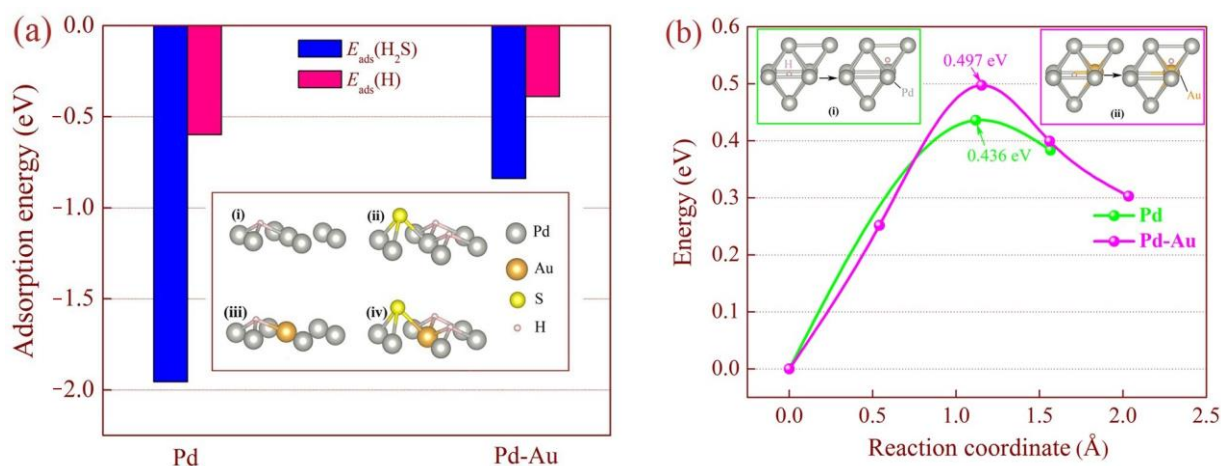 (a)
Adsorption energy (eV)
0.0
−0.5
−1.0
−1.5
−2.0
E_ads(H₂S)
E_ads(H)
(i)
(ii)
(iii)
(iv)
Pd
Au
S
H
Pd
Pd-Au
(b)
Energy (eV)
0.6
0.5
0.4
0.3
0.2
0.1
0.0
H
Pd
(i)
Au
(ii)
0.497 eV
0.436 eV
Pd
Pd-Au
0.0
0.5
1.0
1.5
2.0
2.5
Reaction coordinate (Å)